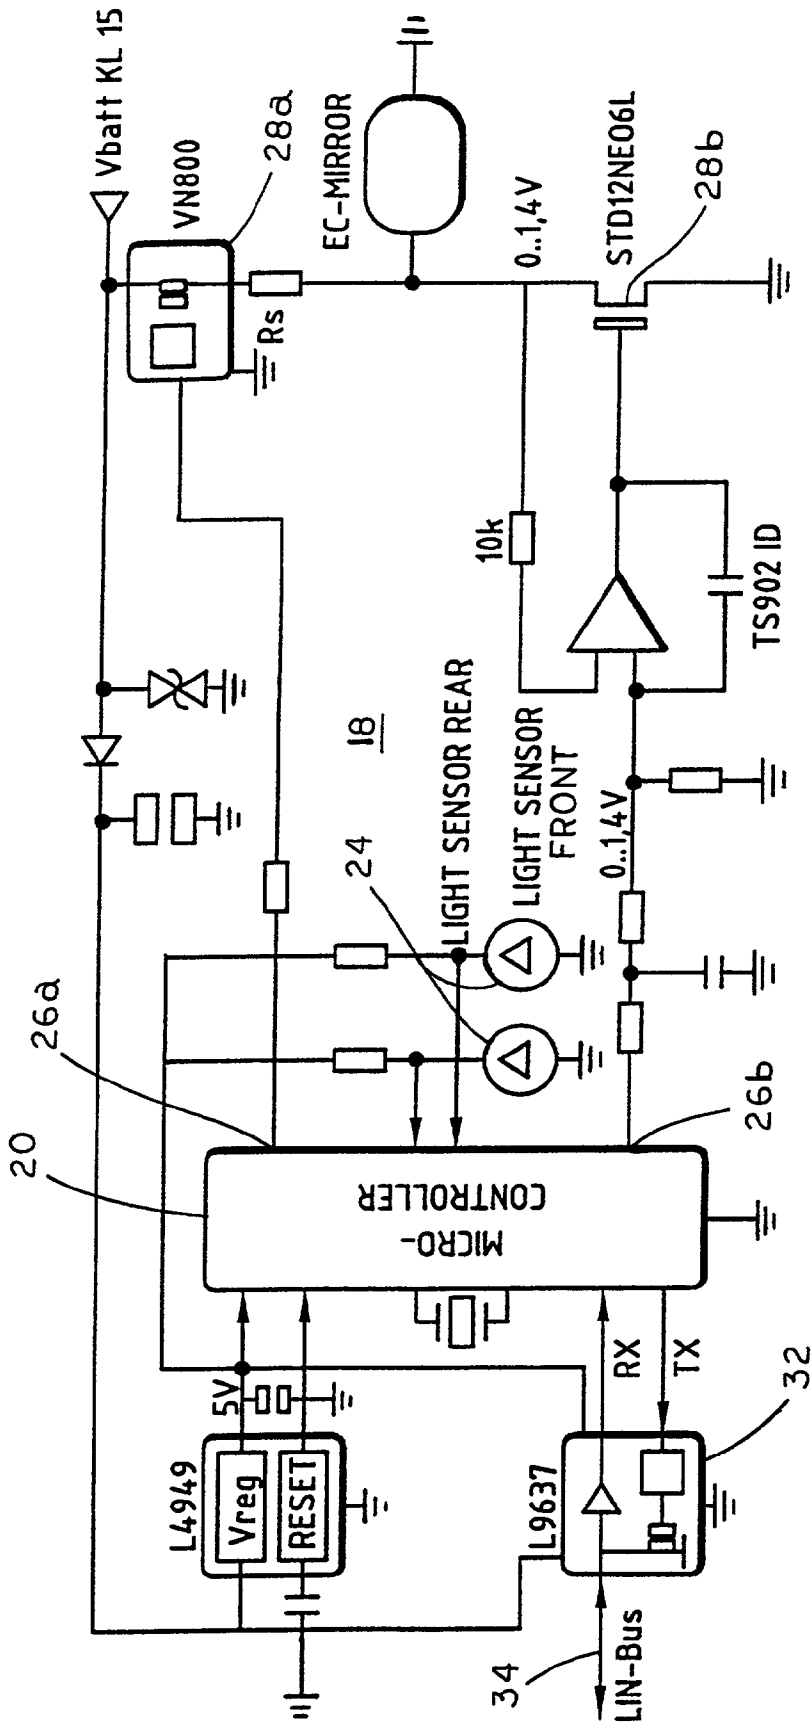 Vbatt KL 15
VN800
28a
Rs
EC-MIRROR
0..1,4V
STD12NE06L
28b
10k
TS902 ID
18
LIGHT SENSOR REAR
24
LIGHT SENSOR
FRONT
0..1,4V
26a
20
MICRO-
CONTROLLER
26b
5V
L4949
Vreg
RESET
RX
TX
L9637
32
34
LIN-Bus